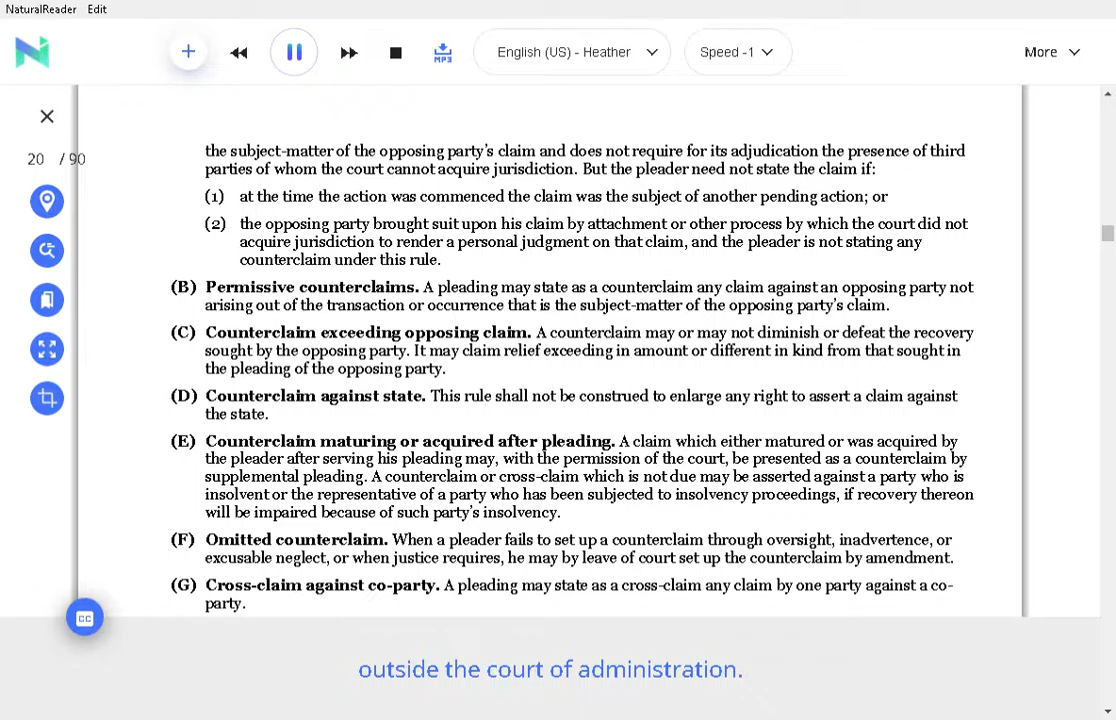 NaturalReader Edit
English (US) - Heather
Speed -1
More
MP3
20 / 90
the subject-matter of the opposing party's claim and does not require for its adjudication the presence of third
parties of whom the court cannot acquire jurisdiction. But the pleader need not state the claim if:
(1) at the time the action was commenced the claim was the subject of another pending action; or
(2) the opposing party brought suit upon his claim by attachment or other process by which the court did not
acquire jurisdiction to render a personal judgment on that claim, and the pleader is not stating any
counterclaim under this rule.
(B) Permissive counterclaims. A pleading may state as a counterclaim any claim against an opposing party not
arising out of the transaction or occurrence that is the subject-matter of the opposing party's claim.
(C) Counterclaim exceeding opposing claim. A counterclaim may or may not diminish or defeat the recovery
sought by the opposing party. It may claim relief exceeding in amount or different in kind from that sought in
the pleading of the opposing party.
(D) Counterclaim against state. This rule shall not be construed to enlarge any right to assert a claim against
the state.
(E) Counterclaim maturing or acquired after pleading. A claim which either matured or was acquired by
the pleader after serving his pleading may, with the permission of the court, be presented as a counterclaim by
supplemental pleading. A counterclaim or cross-claim which is not due may be asserted against a party who is
insolvent or the representative of a party who has been subjected to insolvency proceedings, if recovery thereon
will be impaired because of such party's insolvency.
(F) Omitted counterclaim. When a pleader fails to set up a counterclaim through oversight, inadvertence, or
excusable neglect, or when justice requires, he may by leave of court set up the counterclaim by amendment.
(G) Cross-claim against co-party. A pleading may state as a cross-claim any claim by one party against a co-
party.
CC
outside the court of administration.